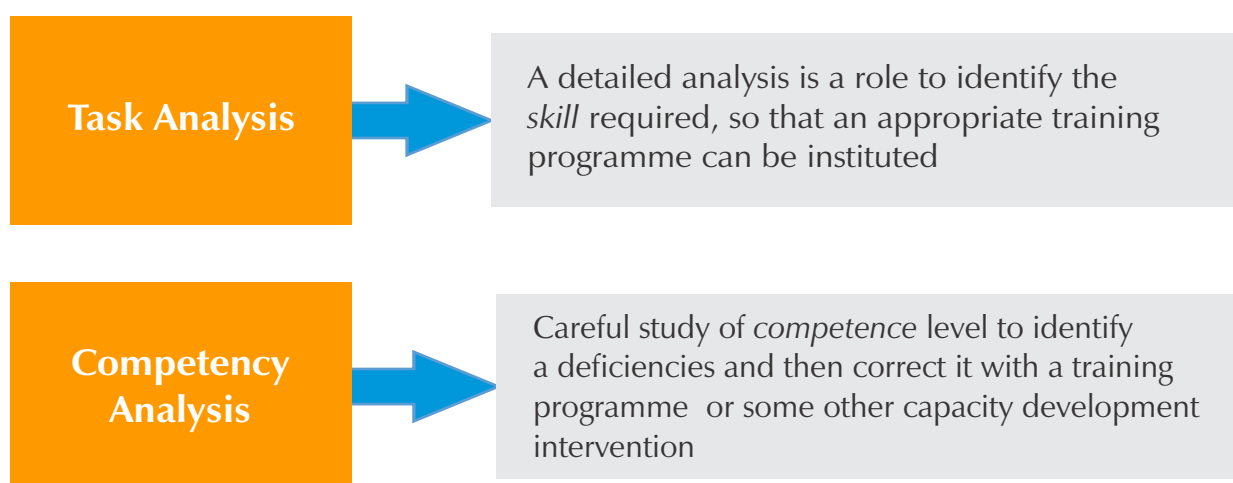 Task Analysis
A detailed analysis is a role to identify the
skill required, so that an appropriate training
programme can be instituted
Competency
Analysis
Careful study of competence level to identify
a deficiencies and then correct it with a training
programme or some other capacity development
intervention